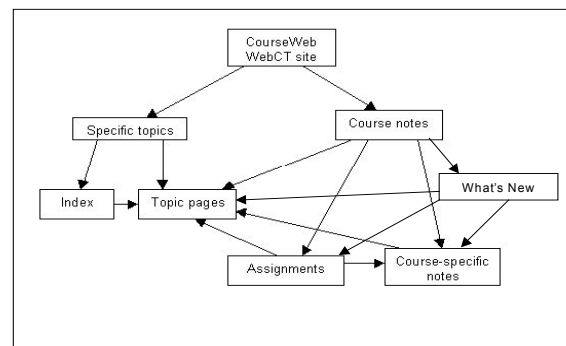 CourseWeb
WebCT site
Specific topics
Course notes
Index
Topic pages
What's New
Assignments
Course-specific
notes